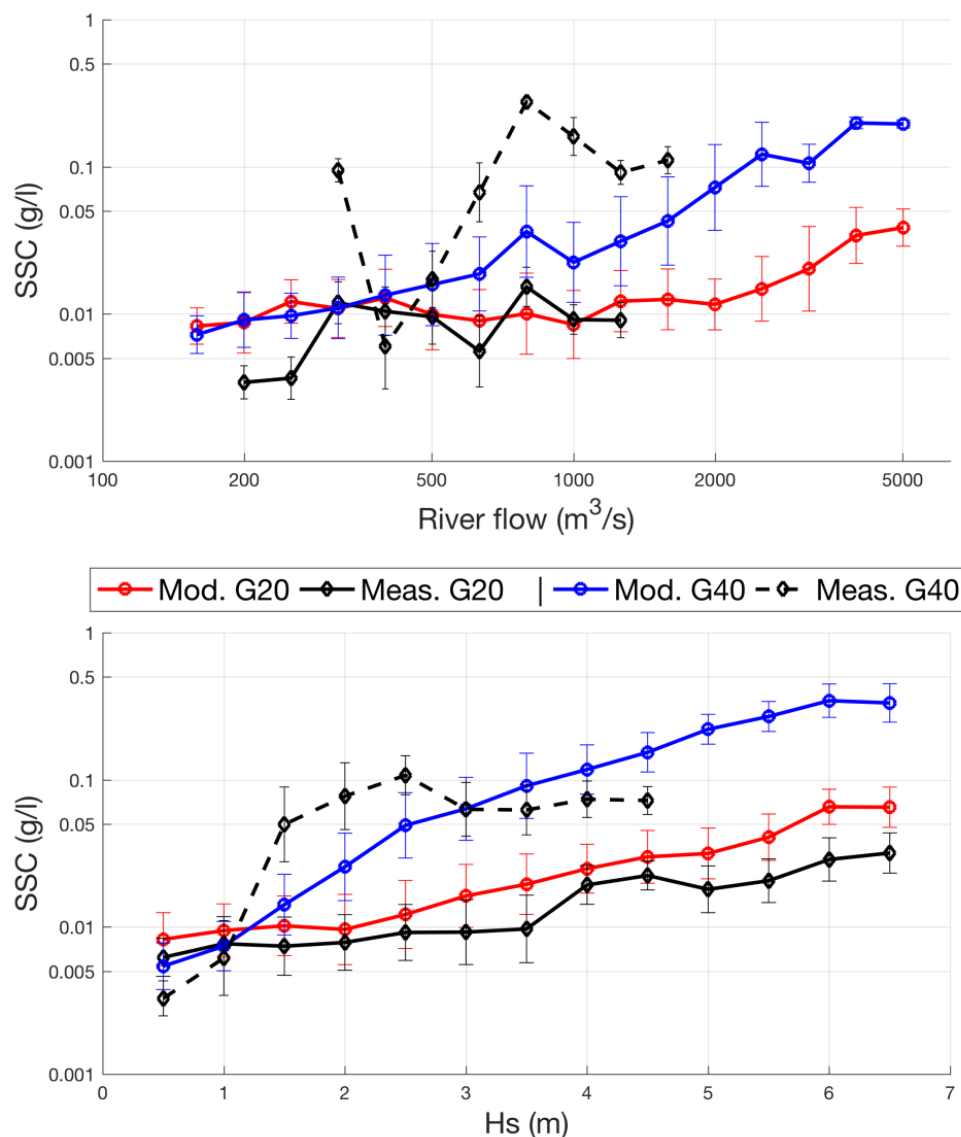 1
0.5
0.1
0.05
0.01
0.005
0.001
SSC (g/l)
100 200 500 1000 2000 5000
River flow (m³/s)
Mod. G20 Meas. G20 | Mod. G40 Meas. G40
1
0.5
0.1
0.05
0.01
0.005
0.001
SSC (g/l)
0 1 2 3 4 5 6 7
Hs (m)